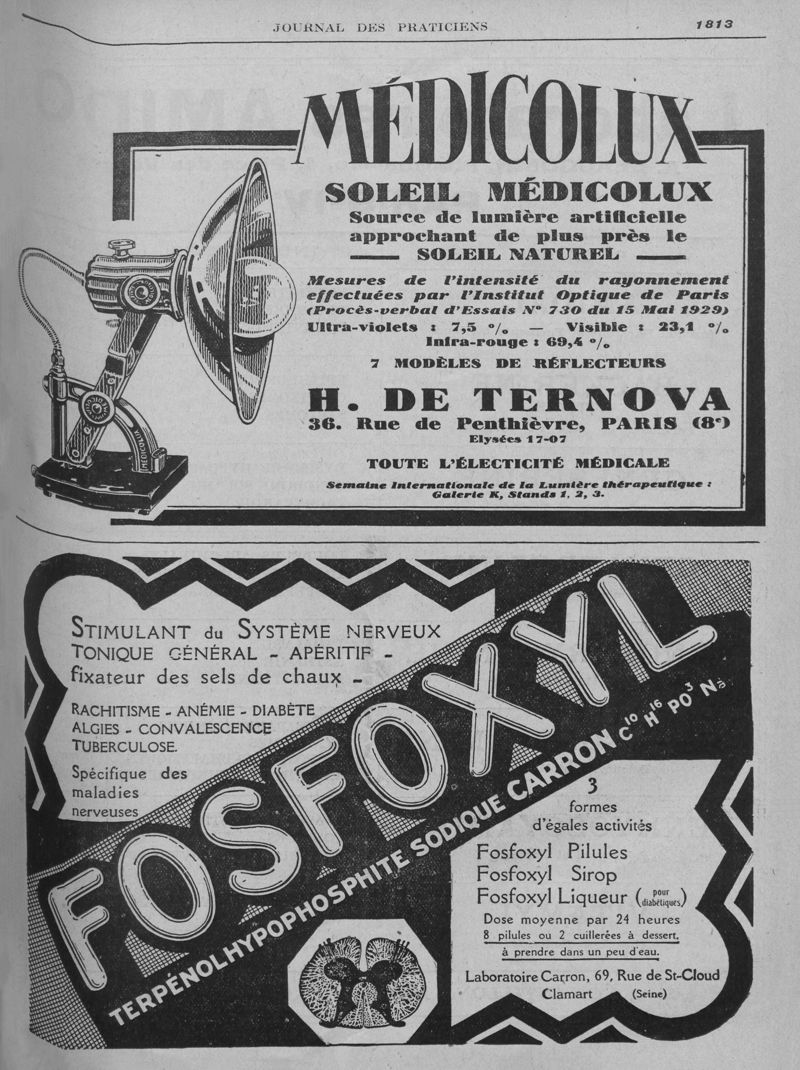 JOURNAL DES PRATICIENS
1813
MÉDICOLUX
SOLEIL MÉDICOLUX
Source de lumière artificielle
approchant de plus près le
SOLEIL NATUREL
Mesures de l'intensité du rayonnement
effectuées par l'Institut Optique de Paris
(Procès-verbal d'Essais N° 730 du 15 Mai 1929)
Ultra-violets : 7,5 % — Visible : 23,1 %
Infra-rouge : 69,4 %
7 MODÈLES DE RÉFLECTEURS
H. DE TERNOVA
36. Rue de Penthièvre, PARIS (8e)
Elysées 17-07
TOUTE L'ÉLECTICITÉ MÉDICALE
Semaine Internationale de la Lumière thérapeutique :
Galerie K, Stands 1, 2, 3.
MÉDICOLUX
STIMULANT du SYSTÈME NERVEUX
TONIQUE GÉNÉRAL - APÉRITIF -
fixateur des sels de chaux -
RACHITISME - ANÉMIE - DIABÈTE
ALGIES - CONVALESCENCE
TUBERCULOSE.
Spécifique des
maladies
nerveuses
FOSFOXYL
TERPÉNOLHYPOPHOSPHITE SODIQUE CARRON C10 H16 PO3 Na
3
formes
d'égales activités
Fosfoxyl Pilules
Fosfoxyl Sirop
Fosfoxyl Liqueur (pour diabétiques)
Dose moyenne par 24 heures
8 pilules ou 2 cuillerées à dessert,
à prendre dans un peu d'eau.
Laboratoire Carron, 69, Rue de St-Cloud
Clamart (Seine)